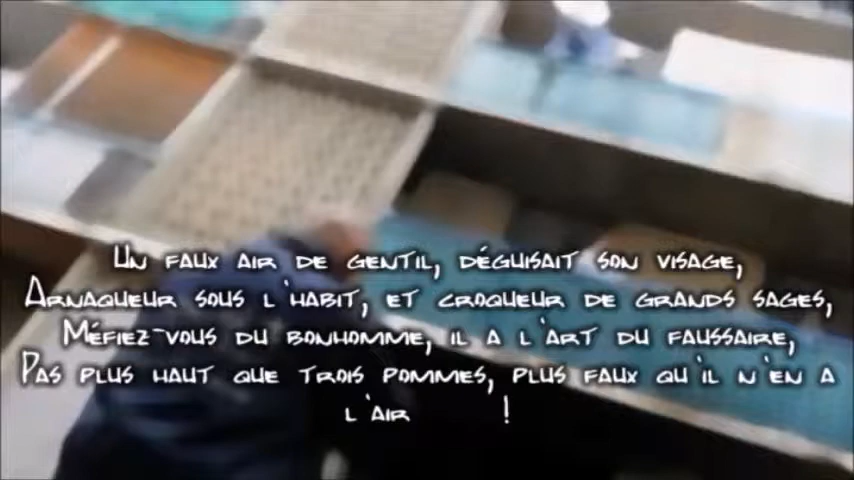 Un faux air de gentil, déguisait son visage,
Arnaqueur sous l'habit, et croqueur de grands sages,
Méfiez-vous du bonhomme, il a l'art du faussaire,
Pas plus haut que trois pommes, plus faux qu'il n'en a
l'air !